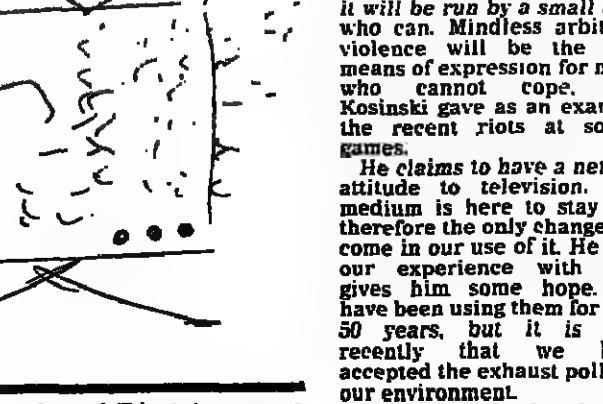 it will be run by a small
who can. Mindless arbit
violence will be the
means of expression for m
who cannot cope.
Kosinski gave as an exar
the recent riots at so
games.
He claims to have a neu
attitude to television.
medium is here to stay
therefore the only change
come in our use of it. He
our experience with
gives him some hope.
have been using them for
50 years, but it is
recently that we
accepted the exhaust poll
our environment.